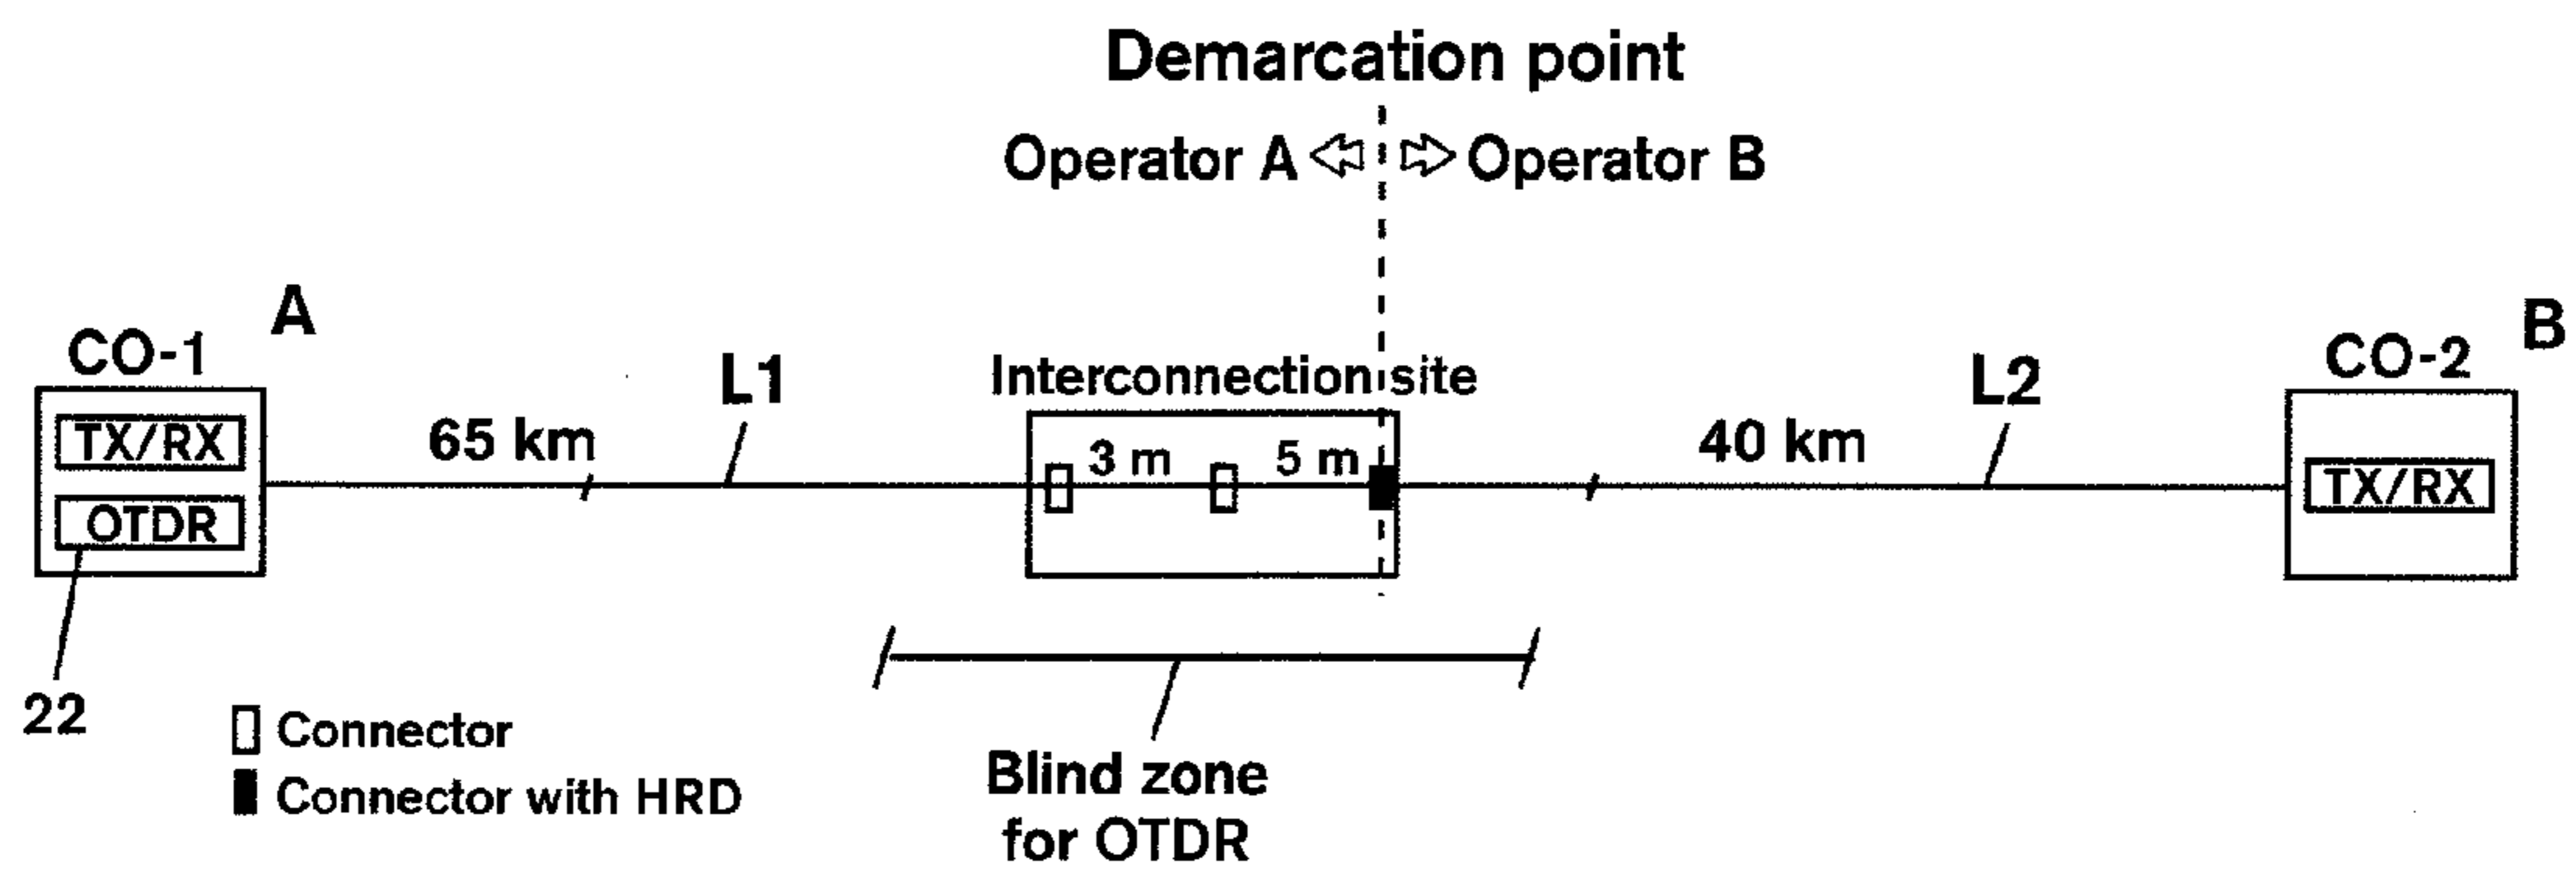 Demarcation point
Operator A Operator B
A
B
CO-1
CO-2
L1
L2
Interconnection site
TX/RX
65 km
3 m
5 m
40 km
TX/RX
OTDR
22
Connector
Connector with HRD
Blind zone
for OTDR